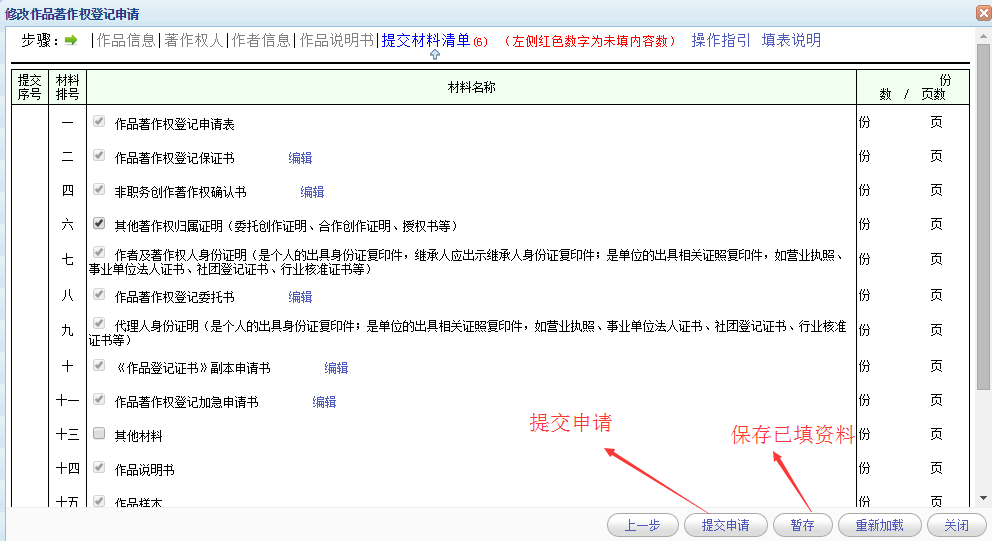 修改作品著作权登记申请
步骤： |作品信息|著作权人|作者信息|作品说明书|提交材料清单(6) （左侧红色数字为未填内容数） 操作指引 填表说明
提交序号 材料排号 材料名称 份数 / 页数
一 作品著作权登记申请表 份 页
二 作品著作权登记保证书 编辑 份 页
四 非职务创作著作权确认书 编辑 份 页
六 其他著作权归属证明（委托创作证明、合作创作证明、授权书等） 份 页
七 作者及著作权人身份证明（是个人的出具身份证复印件，继承人应出示继承人身份证复印件；是单位的出具相关证照复印件，如营业执照、
事业单位法人证书、社团登记证书、行业核准证书等） 份 页
八 作品著作权登记委托书 编辑 份 页
九 代理人身份证明（是个人的出具身份证复印件；是单位的出具相关证照复印件，如营业执照、事业单位法人证书、社团登记证书、行业核准
证书等） 份 页
十 《作品登记证书》副本申请书 编辑 份 页
十一 作品著作权登记加急申请书 编辑 份 页
十三 其他材料 份 页
十四 作品说明书 份 页
十五 作品样本 份 页
提交申请
保存已填资料
上一步 提交申请 暂存 重新加载 关闭